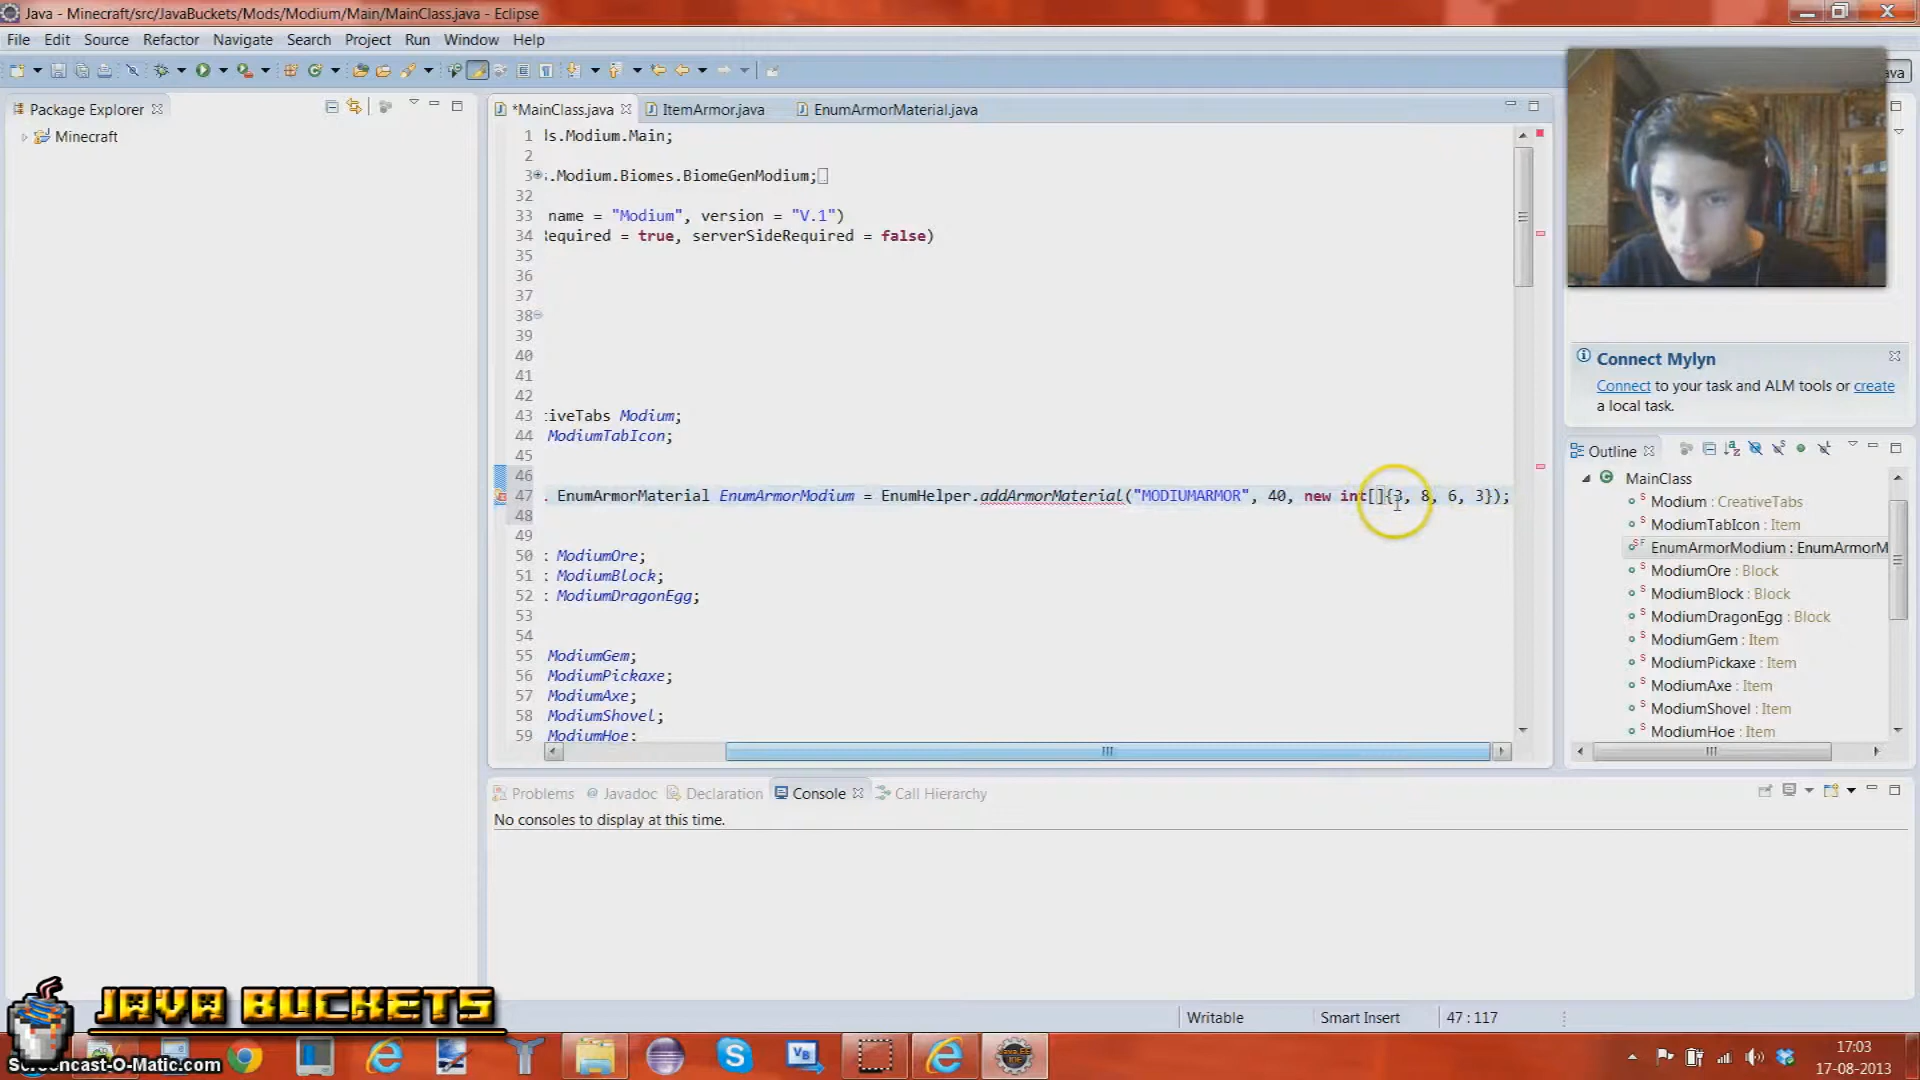 Java - Minecraft/src/JavaBuckets/Mods/Modium/Main/MainClass.java - Eclipse
File Edit Source Refactor Navigate Search Project Run Window Help
ava
Package Explorer
Minecraft
*MainClass.java ItemArmor.java EnumArmorMaterial.java
1 ls.Modium.Main;
2
3 .Modium.Biomes.BiomeGenModium;
32
33 name = "Modium", version = "V.1")
34 equired = true, serverSideRequired = false)
35
36
37
38
39
40
41
42
43 iveTabs Modium;
44 ModiumTabIcon;
45
46
47 EnumArmorMaterial EnumArmorModium = EnumHelper.addArmorMaterial("MODIUMARMOR", 40, new int[]{3, 8, 6, 3});
48
49
50 ModiumOre;
51 ModiumBlock;
52 ModiumDragonEgg;
53
54
55 ModiumGem;
56 ModiumPickaxe;
57 ModiumAxe;
58 ModiumShovel;
59 ModiumHoe;
Connect Mylyn
Connect to your task and ALM tools or create
a local task.
Outline
MainClass
Modium : CreativeTabs
ModiumTabIcon : Item
EnumArmorModium : EnumArmorM
ModiumOre : Block
ModiumBlock : Block
ModiumDragonEgg : Block
ModiumGem : Item
ModiumPickaxe : Item
ModiumAxe : Item
ModiumShovel : Item
ModiumHoe : Item
Problems @ Javadoc Declaration Console Call Hierarchy
No consoles to display at this time.
Writable Smart Insert 47 : 117
JAVA BUCKETS
Screencast-O-Matic.com
17:03
17-08-2013